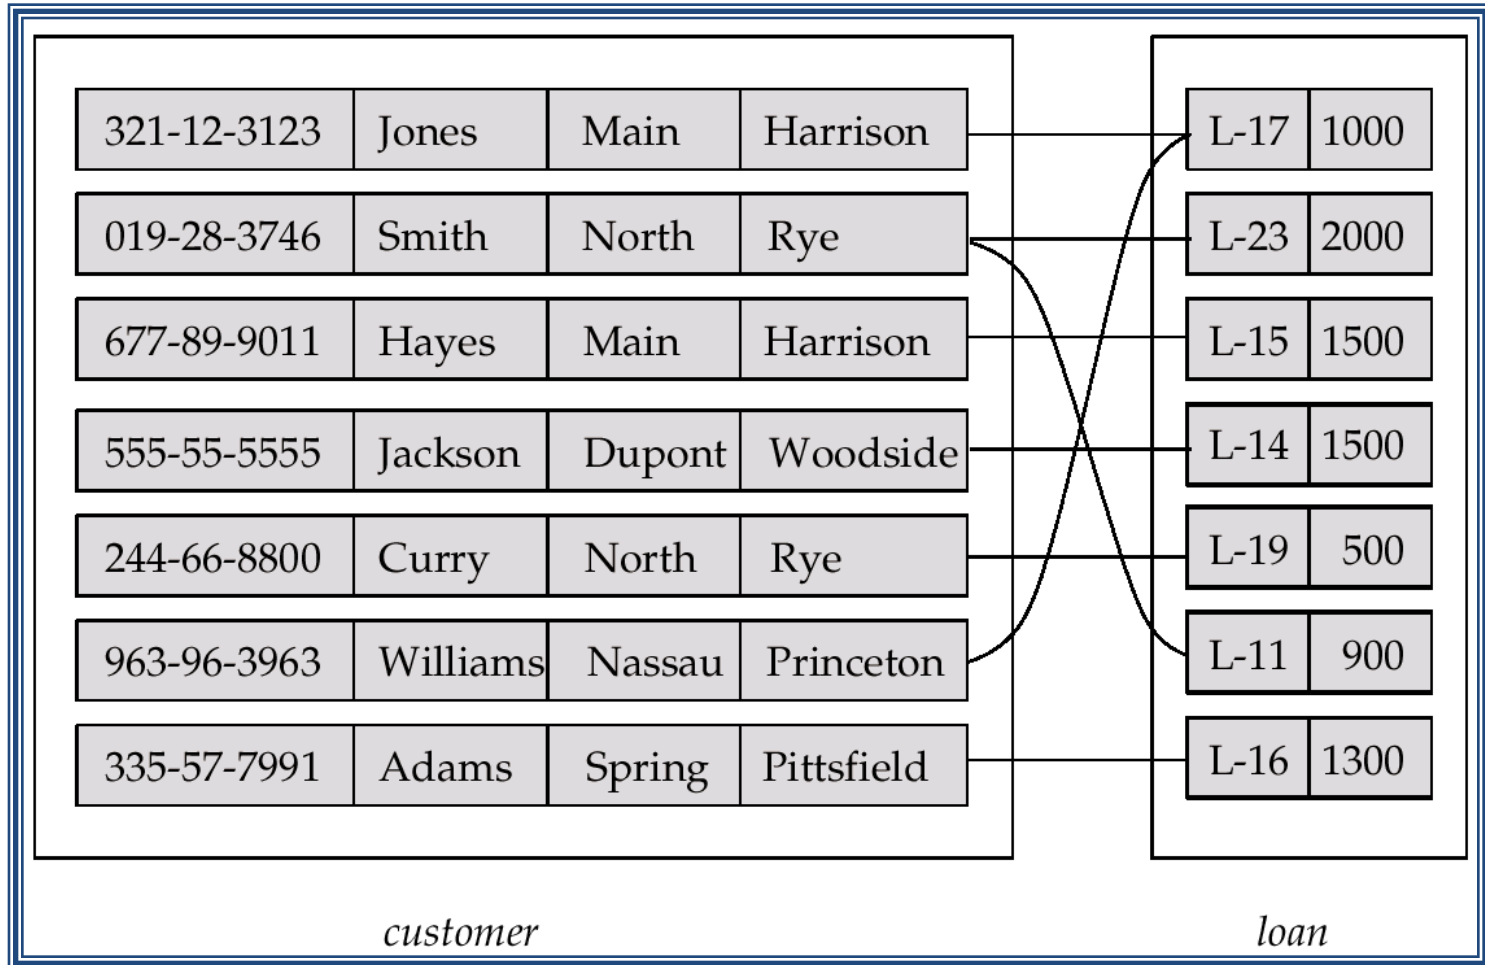 321-12-3123 Jones Main Harrison L-17 1000
019-28-3746 Smith North Rye L-23 2000
677-89-9011 Hayes Main Harrison L-15 1500
555-55-5555 Jackson Dupont Woodside L-14 1500
244-66-8800 Curry North Rye L-19 500
963-96-3963 Williams Nassau Princeton L-11 900
335-57-7991 Adams Spring Pittsfield L-16 1300
customer loan